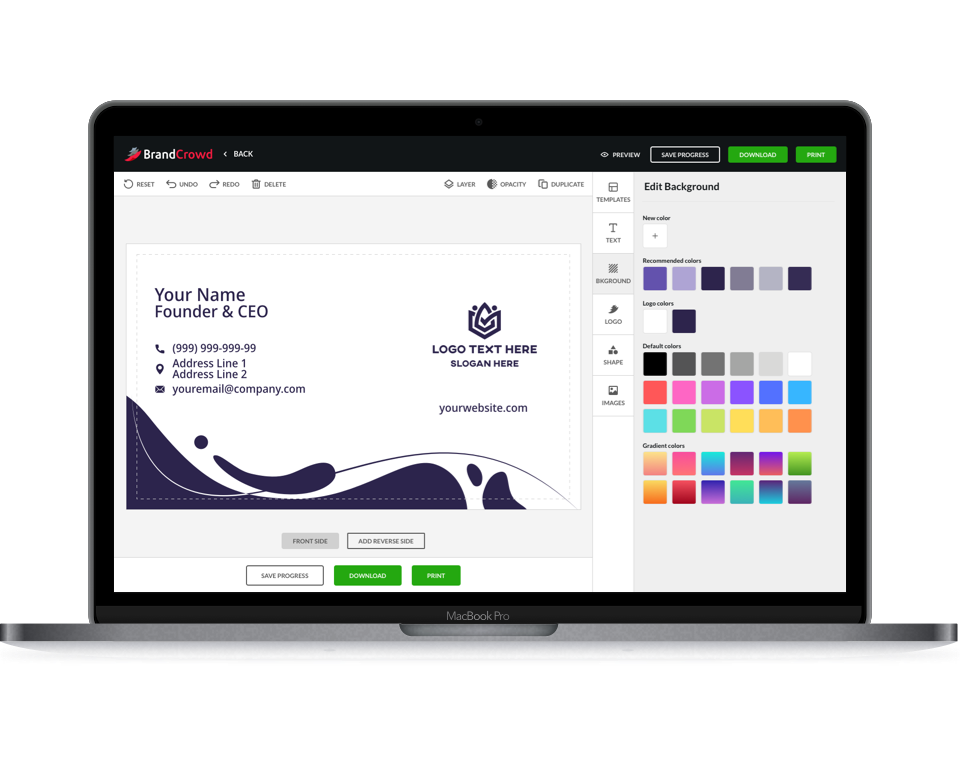 BrandCrowd
BACK
PREVIEW
SAVE PROGRESS
DOWNLOAD
PRINT
RESET
UNDO
REDO
DELETE
LAYER
OPACITY
DUPLICATE
TEMPLATES
TEXT
BKGROUND
LOGO
SHAPE
IMAGES
Edit Background
New color
Recommended colors
Logo colors
Default colors
Gradient colors
Your Name
Founder & CEO
(999) 999-999-99
Address Line 1
Address Line 2
youremail@company.com
LOGO TEXT HERE
SLOGAN HERE
yourwebsite.com
FRONT SIDE
ADD REVERSE SIDE
SAVE PROGRESS
DOWNLOAD
PRINT
MacBook Pro